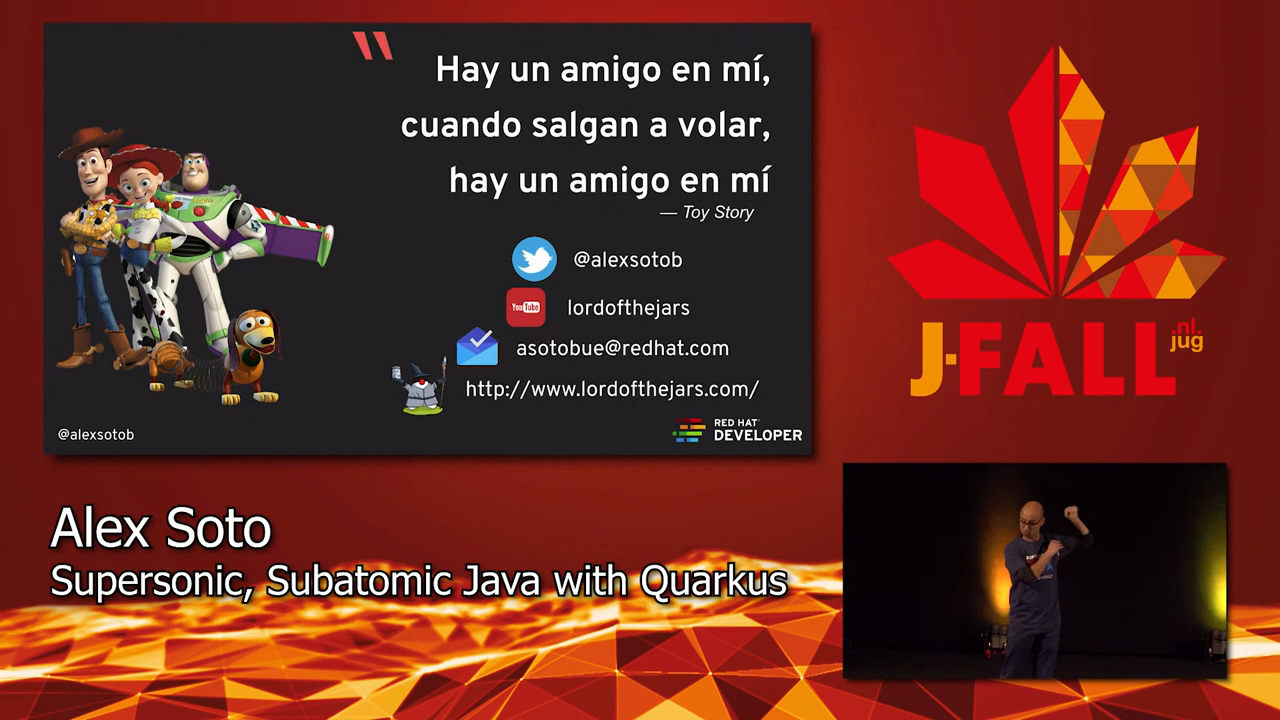 Hay un amigo en mí,
cuando salgan a volar,
hay un amigo en mí
— Toy Story
@alexsotob
YouTube
lordofthejars
asotobue@redhat.com
http://www.lordofthejars.com/
@alexsotob
RED HAT
DEVELOPER
J-FALL
nl.
jug
Alex Soto
Supersonic, Subatomic Java with Quarkus